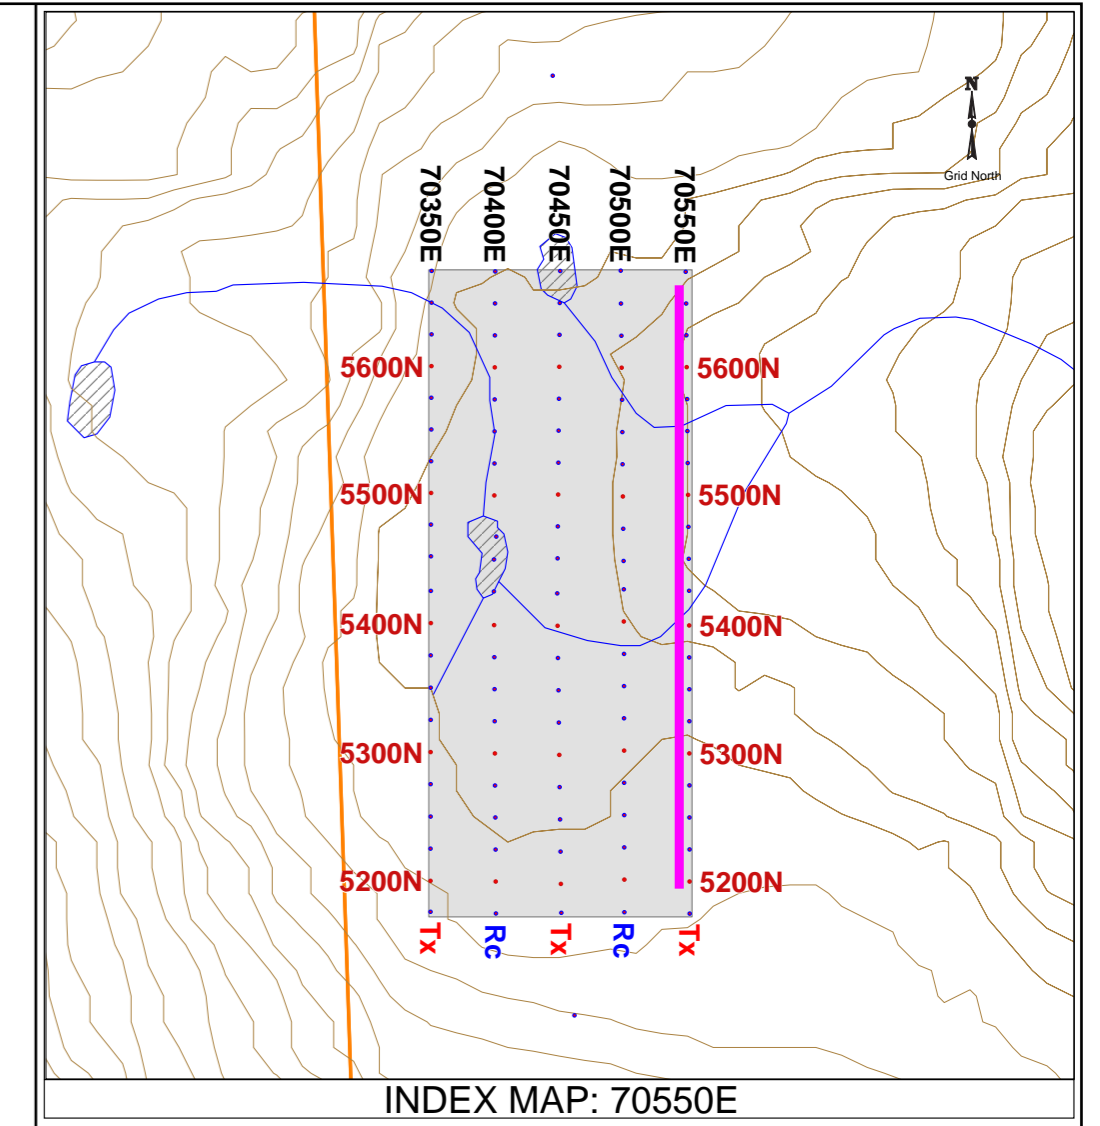 N
Grid North
70350E
70400E
70450E
70500E
70550E
5600N
5600N
5500N
5500N
5400N
5400N
5300N
5300N
5200N
5200N
Tx
Rc
Tx
Rc
Tx
INDEX MAP: 70550E